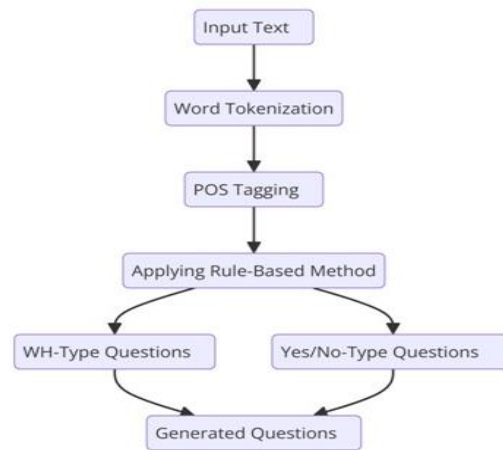 Input Text
Word Tokenization
POS Tagging
Applying Rule-Based Method
WH-Type Questions
Yes/No-Type Questions
Generated Questions